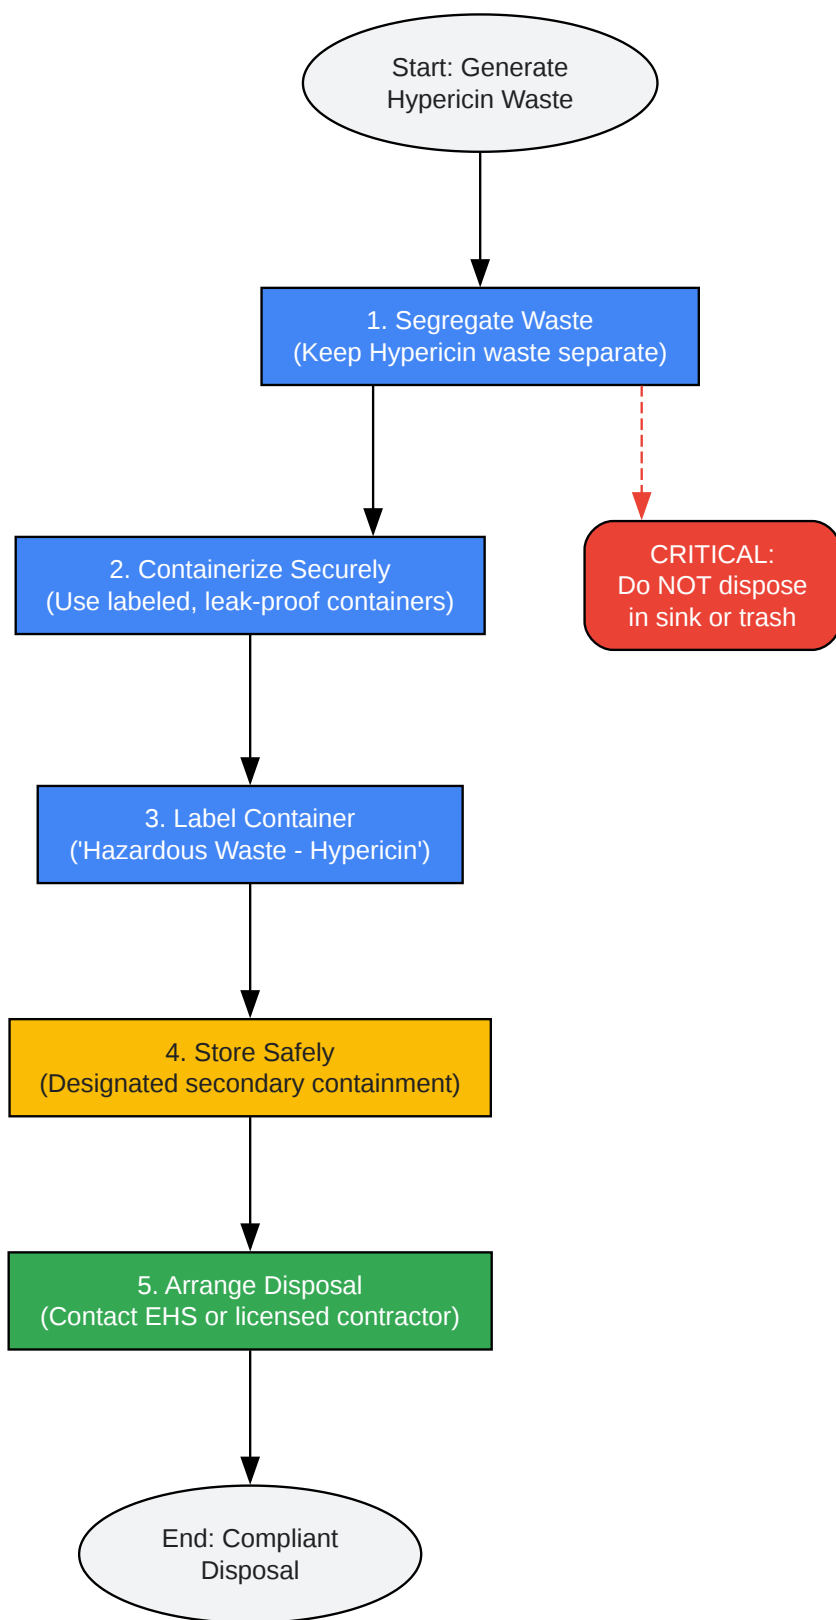 Start: Generate
Hypericin Waste
1. Segregate Waste
(Keep Hypericin waste separate)
2. Containerize Securely
(Use labeled, leak-proof containers)
CRITICAL:
Do NOT dispose
in sink or trash
3. Label Container
('Hazardous Waste - Hypericin')
4. Store Safely
(Designated secondary containment)
5. Arrange Disposal
(Contact EHS or licensed contractor)
End: Compliant
Disposal